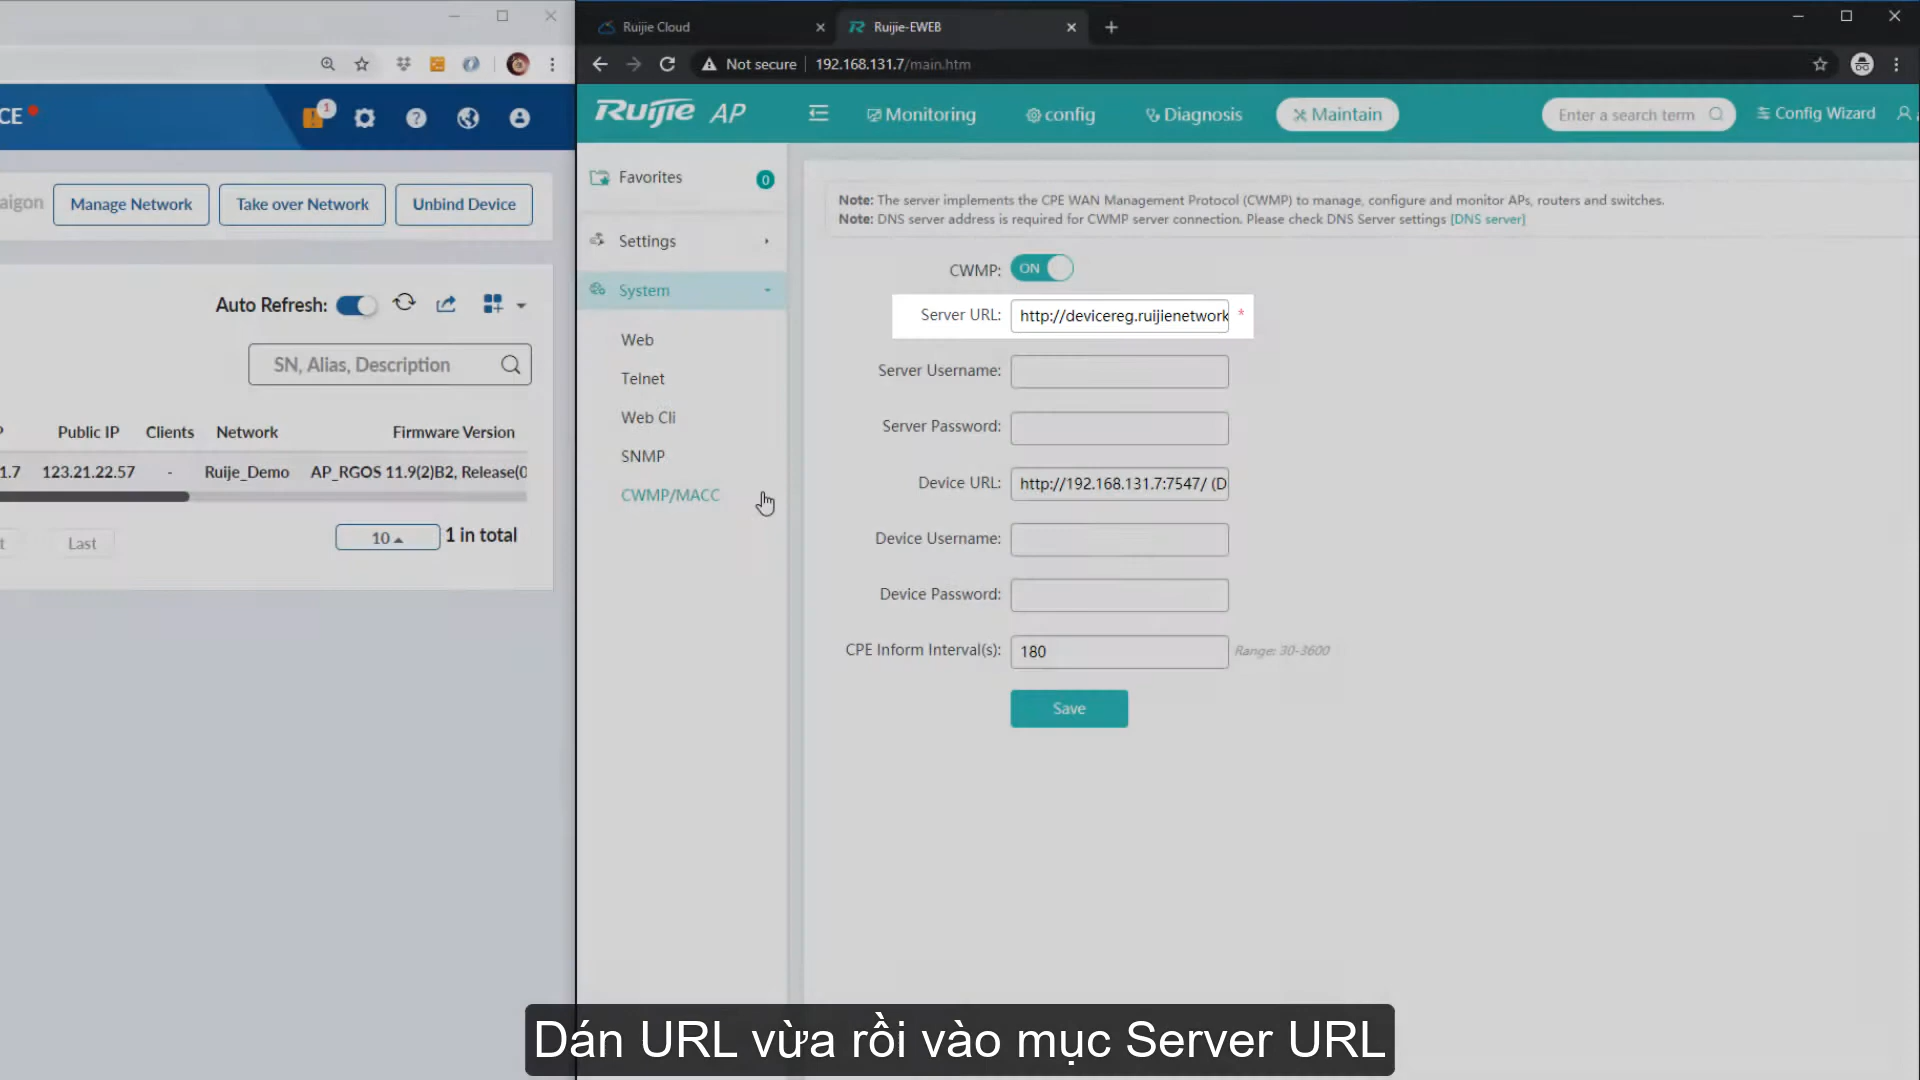 CE
1
aigon
Manage Network
Take over Network
Unbind Device
Auto Refresh:
SN, Alias, Description
Public IP Clients Network Firmware Version
1.7 123.21.22.57 - Ruije_Demo AP_RGOS 11.9(2)B2, Release(0
Last
10
1 in total
Ruijie Cloud
Ruijie-EWEB
Not secure
192.168.131.7/main.htm
Ruijie AP
Monitoring
config
Diagnosis
Maintain
Enter a search term
Config Wizard
Favorites
0
Settings
System
Web
Telnet
Web Cli
SNMP
CWMP/MACC
Note: The server implements the CPE WAN Management Protocol (CWMP) to manage, configure and monitor APs, routers and switches.
Note: DNS server address is required for CWMP server connection. Please check DNS Server settings [DNS server]
CWMP: ON
Server URL: http://devicereg.ruijienetwork *
Server Username:
Server Password:
Device URL: http://192.168.131.7:7547/ (D
Device Username:
Device Password:
CPE Inform Interval(s): 180 Range: 30-3600
Save
Dán URL vừa rồi vào mục Server URL